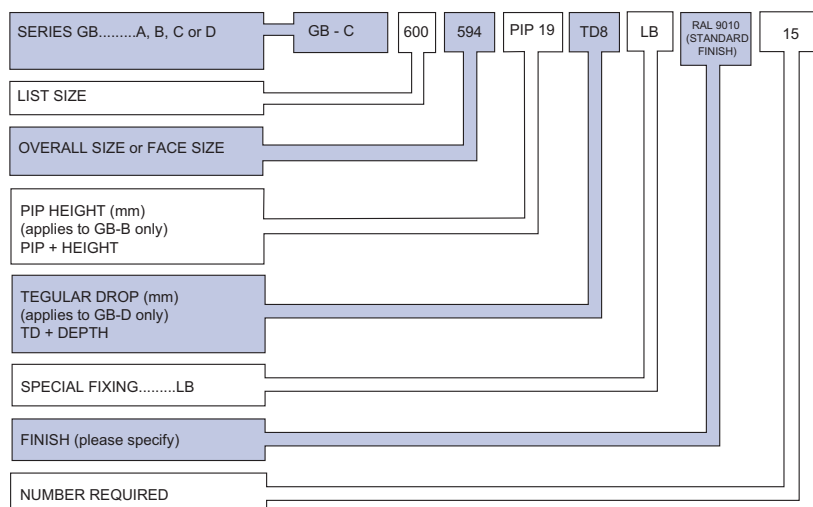 SERIES GB.........A, B, C or D
GB - C
600
594
PIP 19
TD8
LB
RAL 9010
(STANDARD
FINISH)
15
LIST SIZE
OVERALL SIZE or FACE SIZE
PIP HEIGHT (mm)
(applies to GB-B only)
PIP + HEIGHT
TEGULAR DROP (mm)
(applies to GB-D only)
TD + DEPTH
SPECIAL FIXING.........LB
FINISH (please specify)
NUMBER REQUIRED